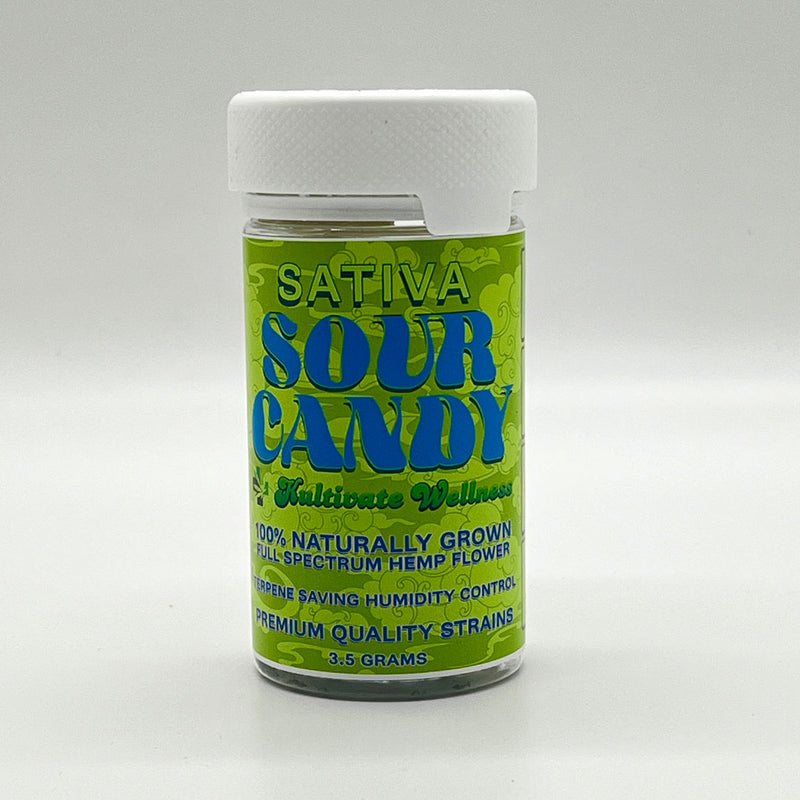 SATIVA
SOUR
CANDY
Kultivate Wellness
100% NATURALLY GROWN
FULL SPECTRUM HEMP FLOWER
TERPENE SAVING HUMIDITY CONTROL
PREMIUM QUALITY STRAINS
3.5 GRAMS